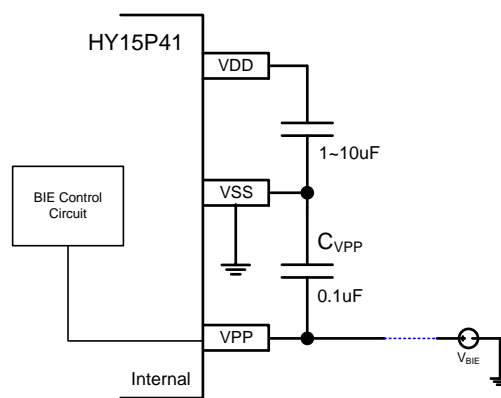 HY15P41
VDD
1~10uF
BIE Control
Circuit
VSS
CVPP
0.1uF
VPP
VBIE
Internal